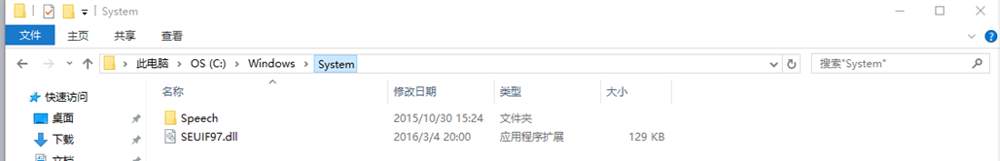 System
文件 主页 共享 查看
此电脑 OS (C:) Windows System 搜索"System"
快速访问 名称 修改日期 类型 大小
桌面 Speech 2015/10/30 15:24 文件夹
下载 SEUIF97.dll 2016/3/4 20:00 应用程序扩展 129 KB
文档